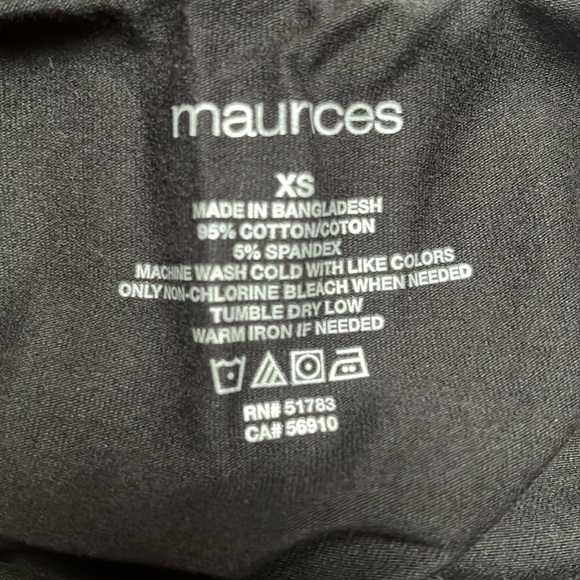 maurices
XS
MADE IN BANGLADESH
95% COTTON/COTON
5% SPANDEX
MACHINE WASH COLD WITH LIKE COLORS
ONLY NON-CHLORINE BLEACH WHEN NEEDED
TUMBLE DRY LOW
WARM IRON IF NEEDED
RN# 51783
CA# 56910